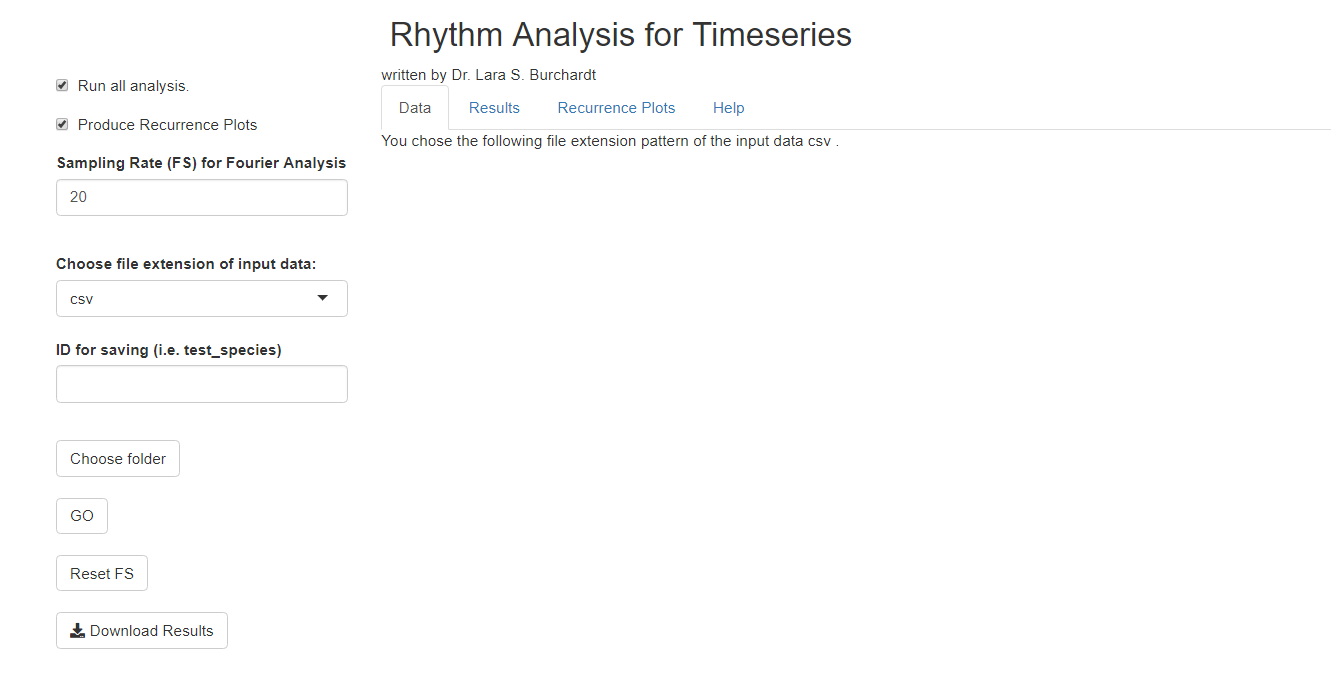 Rhythm Analysis for Timeseries
written by Dr. Lara S. Burchardt
Run all analysis.
Produce Recurrence Plots
Sampling Rate (FS) for Fourier Analysis
20
Choose file extension of input data:
csv
ID for saving (i.e. test_species)
Choose folder
GO
Reset FS
Download Results
Data Results Recurrence Plots Help
You chose the following file extension pattern of the input data csv .